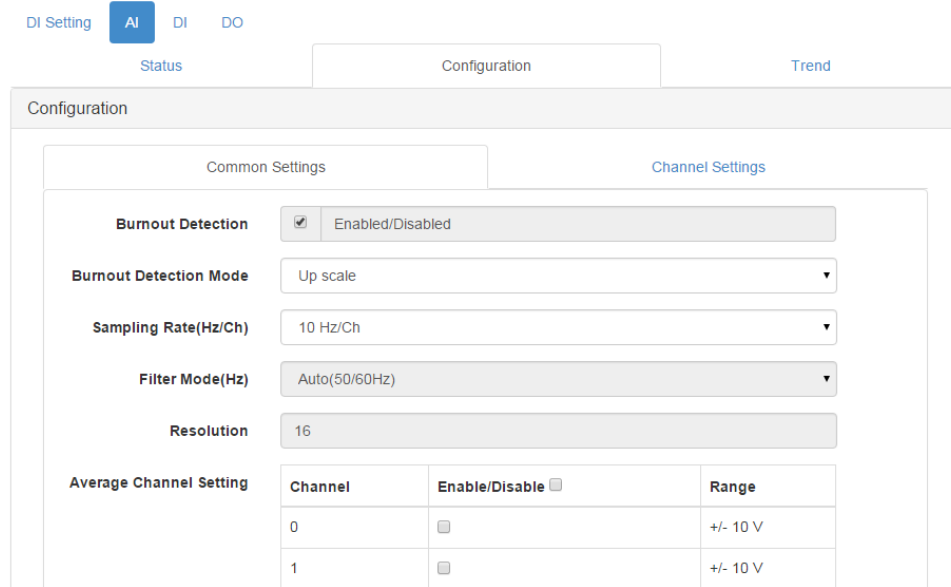 DI Setting AI DI DO
Status Configuration Trend
Configuration
Common Settings Channel Settings
Burnout Detection Enabled/Disabled
Burnout Detection Mode Up scale
Sampling Rate(Hz/Ch) 10 Hz/Ch
Filter Mode(Hz) Auto(50/60Hz)
Resolution 16
Average Channel Setting Channel Enable/Disable Range
0 +/- 10 V
1 +/- 10 V